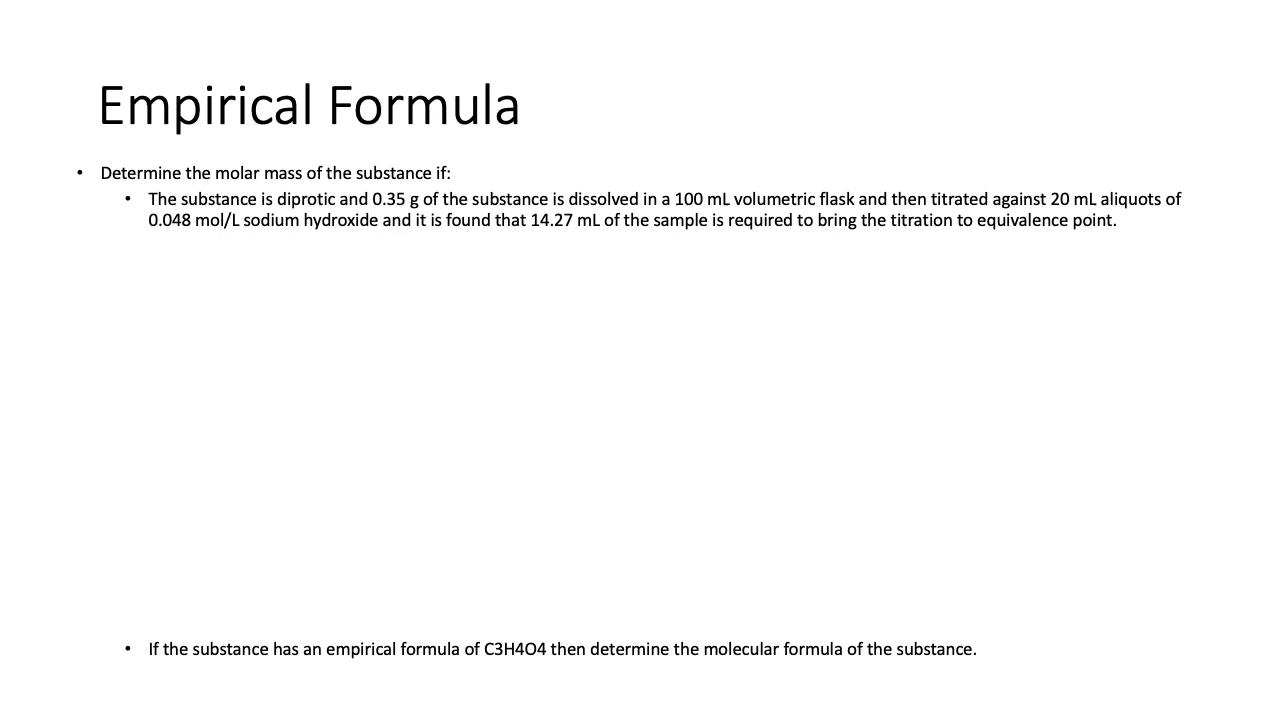 Empirical Formula
• Determine the molar mass of the substance if:
• The substance is diprotic and 0.35 g of the substance is dissolved in a 100 mL volumetric flask and then titrated against 20 mL aliquots of
0.048 mol/L sodium hydroxide and it is found that 14.27 mL of the sample is required to bring the titration to equivalence point.
• If the substance has an empirical formula of C3H4O4 then determine the molecular formula of the substance.